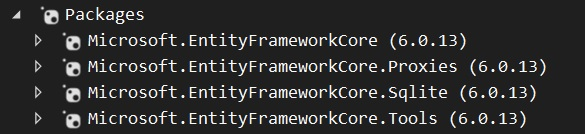 Packages
Microsoft.EntityFrameworkCore (6.0.13)
Microsoft.EntityFrameworkCore.Proxies (6.0.13)
Microsoft.EntityFrameworkCore.Sqlite (6.0.13)
Microsoft.EntityFrameworkCore.Tools (6.0.13)